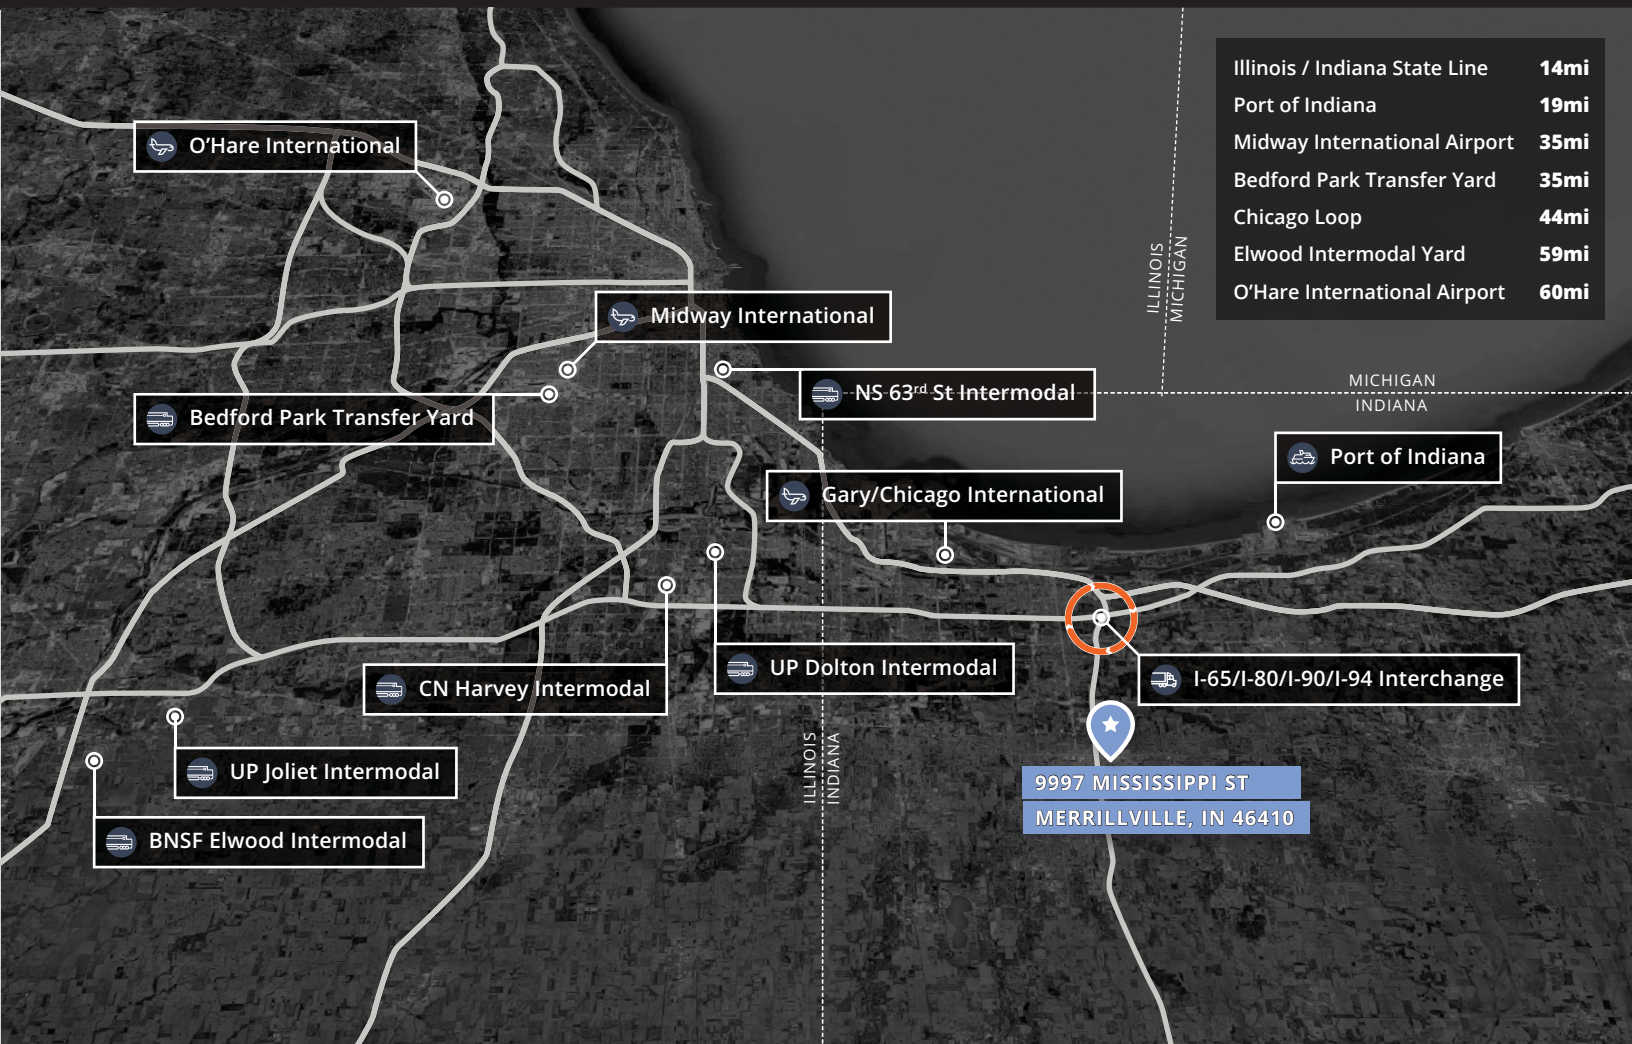 Illinois / Indiana State Line 14mi
Port of Indiana 19mi
Midway International Airport 35mi
Bedford Park Transfer Yard 35mi
Chicago Loop 44mi
Elwood Intermodal Yard 59mi
O’Hare International Airport 60mi
O’Hare International
ILLINOIS
MICHIGAN
Midway International
MICHIGAN
INDIANA
NS 63rd St Intermodal
Bedford Park Transfer Yard
Port of Indiana
Gary/Chicago International
UP Dolton Intermodal
I-65/I-80/I-90/I-94 Interchange
CN Harvey Intermodal
ILLINOIS
INDIANA
UP Joliet Intermodal
9997 MISSISSIPPI ST
MERRILLVILLE, IN 46410
BNSF Elwood Intermodal